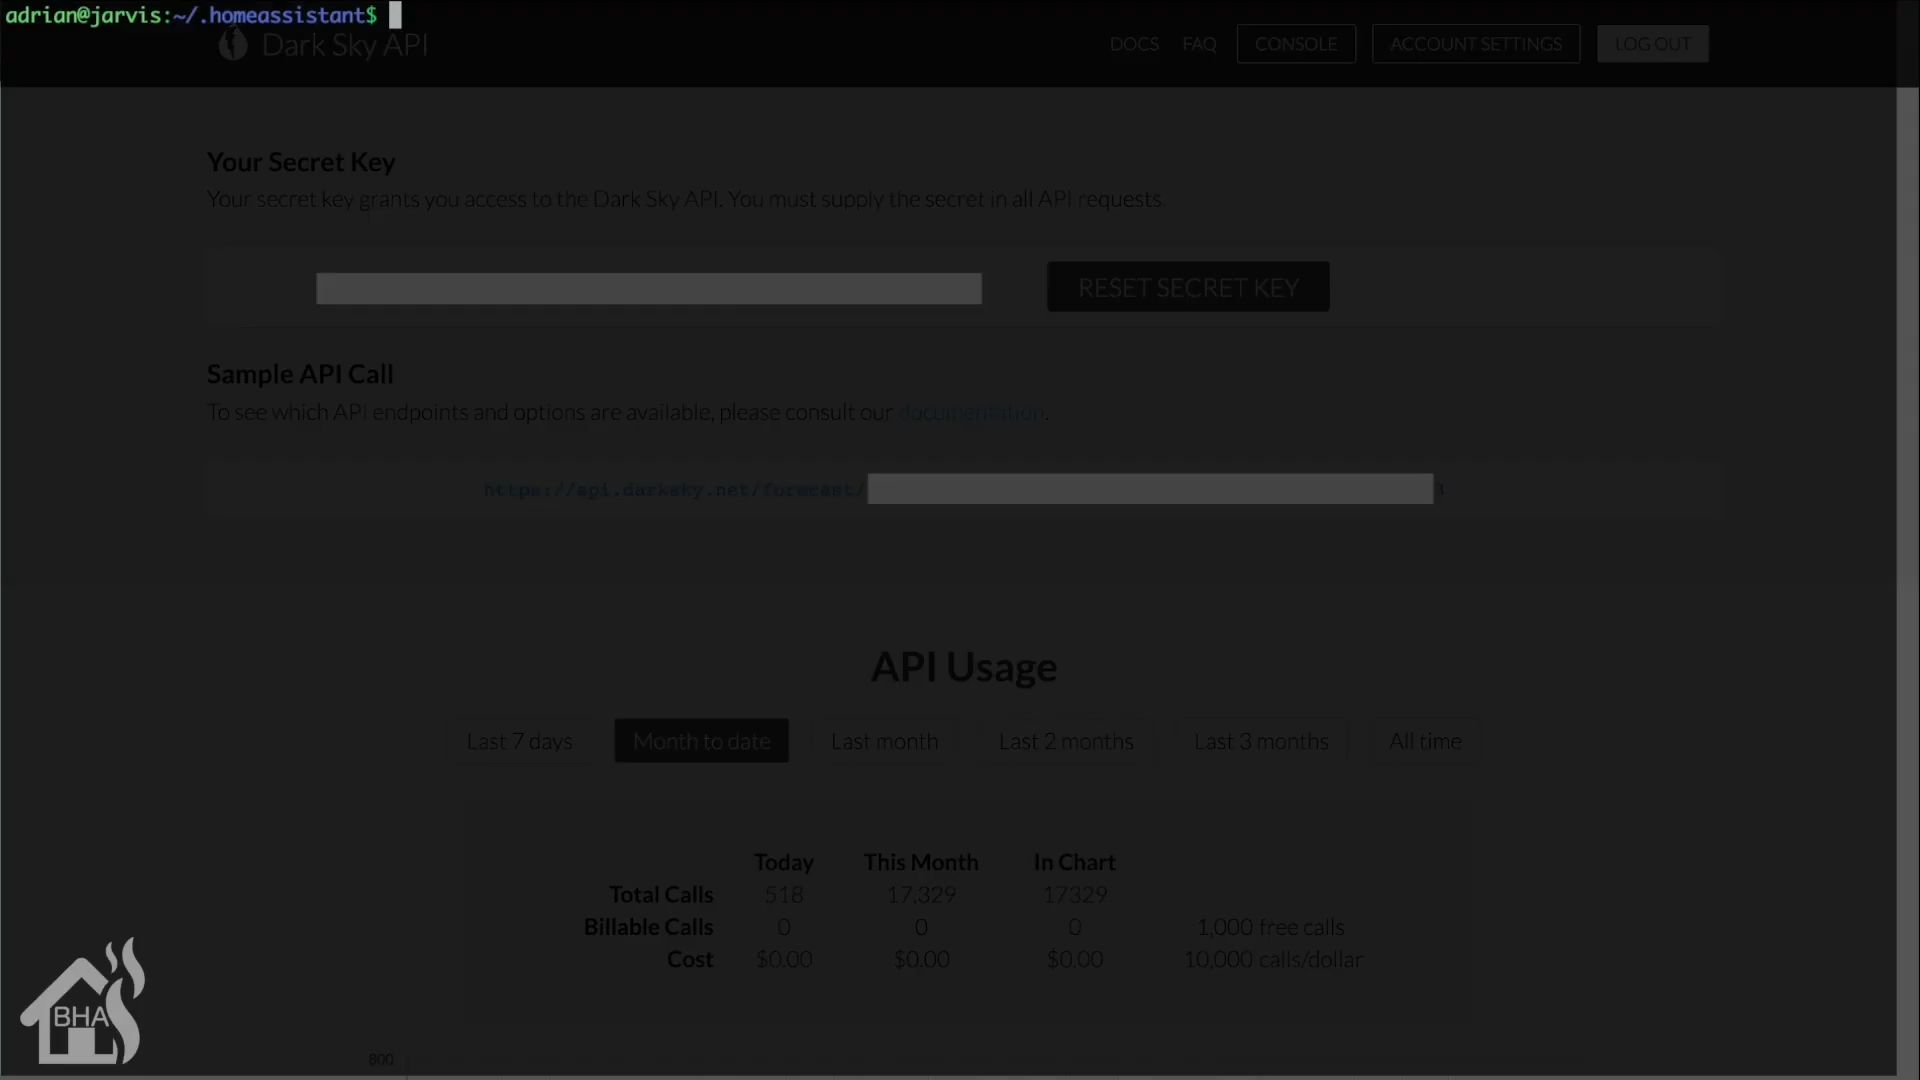 adrian@jarvis:~/.homeassistant$
Dark Sky API
DOCS FAQ CONSOLE ACCOUNT SETTINGS LOG OUT
Your Secret Key
Your secret key grants you access to the Dark Sky API. You must supply the secret in all API requests.
RESET SECRET KEY
Sample API Call
To see which API endpoints and options are available, please consult our documentation.
https://api.darksky.net/forecast/
API Usage
Last 7 days Month to date Last month Last 2 months Last 3 months All time
Today This Month In Chart
Total Calls 518 17,329 17329
Billable Calls 0 0 0 1,000 free calls
Cost $0.00 $0.00 $0.00 10,000 calls/dollar
BHA
800